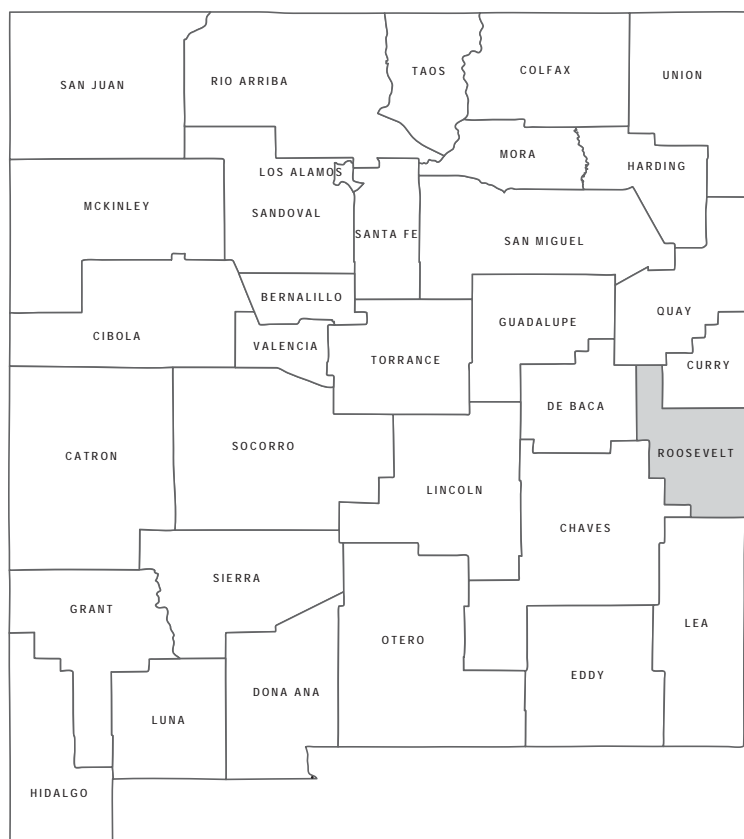 TAOS
COLFAX
UNION
SAN JUAN
RIO ARRIBA
MORA
HARDING
LOS ALAMOS
MCKINLEY
SANDOVAL
SANTA FE
SAN MIGUEL
BERNALILLO
QUAY
GUADALUPE
CIBOLA
VALENCIA
TORRANCE
CURRY
DE BACA
SOCORRO
ROOSEVELT
CATRON
LINCOLN
CHAVES
SIERRA
GRANT
LEA
OTERO
EDDY
DONA ANA
LUNA
HIDALGO